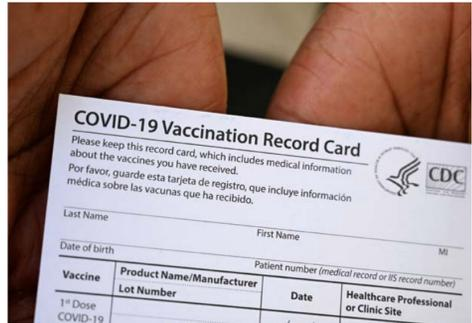 COVID-19 Vaccination Record Card
Please keep this record card, which includes medical information
about the vaccines you have received.
Por favor, guarde esta tarjeta de registro, que incluye información
médica sobre las vacunas que ha recibido.
CDC
Last Name
First Name
MI
Date of birth
Patient number (medical record or IIS record number)
Vaccine
Product Name/Manufacturer
Lot Number
Date
Healthcare Professional
or Clinic Site
1st Dose
COVID-19